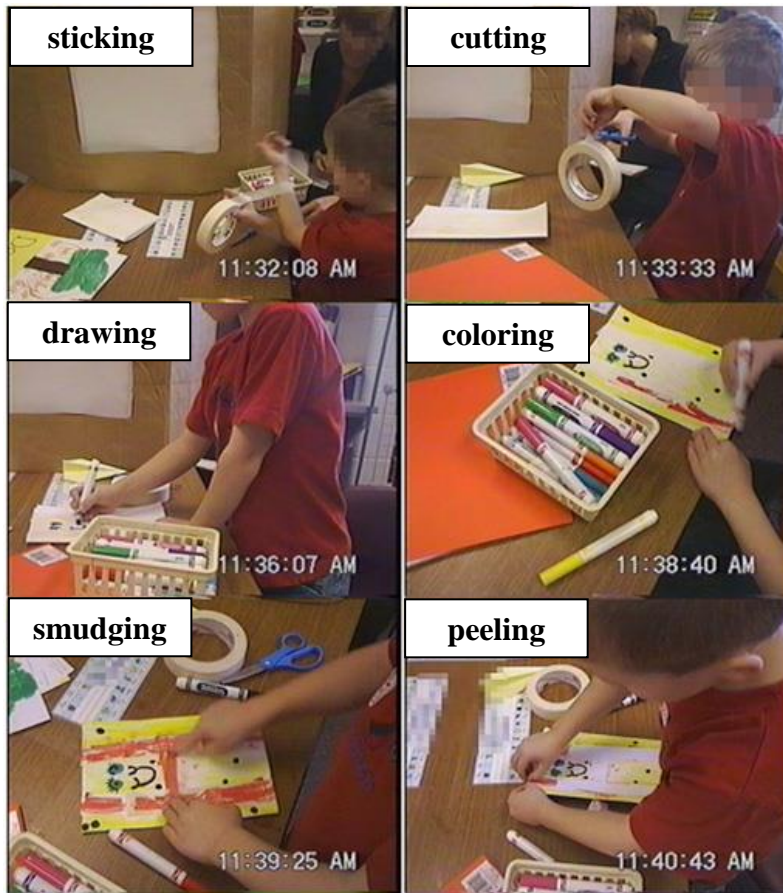 sticking
cutting
11:32:08 AM
11:33:33 AM
drawing
coloring
11:36:07 AM
11:38:40 AM
smudging
peeling
11:39:25 AM
11:40:43 AM